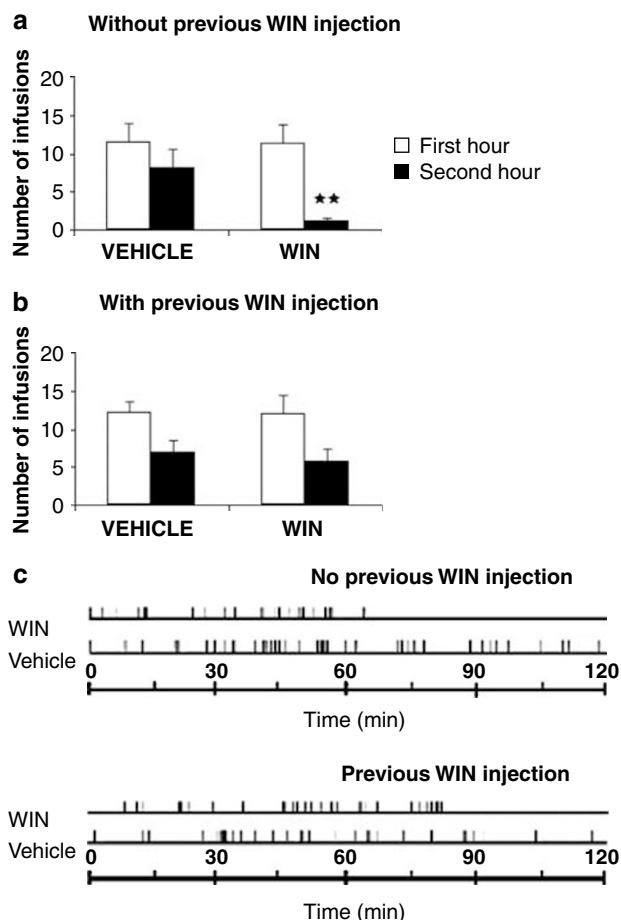 a Without previous WIN injection
Number of infusions
20
15
10
5
0
VEHICLE WIN
First hour
Second hour
★★
b With previous WIN injection
Number of infusions
20
15
10
5
0
VEHICLE WIN
c No previous WIN injection
WIN
Vehicle
0 30 60 90 120
Time (min)
Previous WIN injection
WIN
Vehicle
0 30 60 90 120
Time (min)